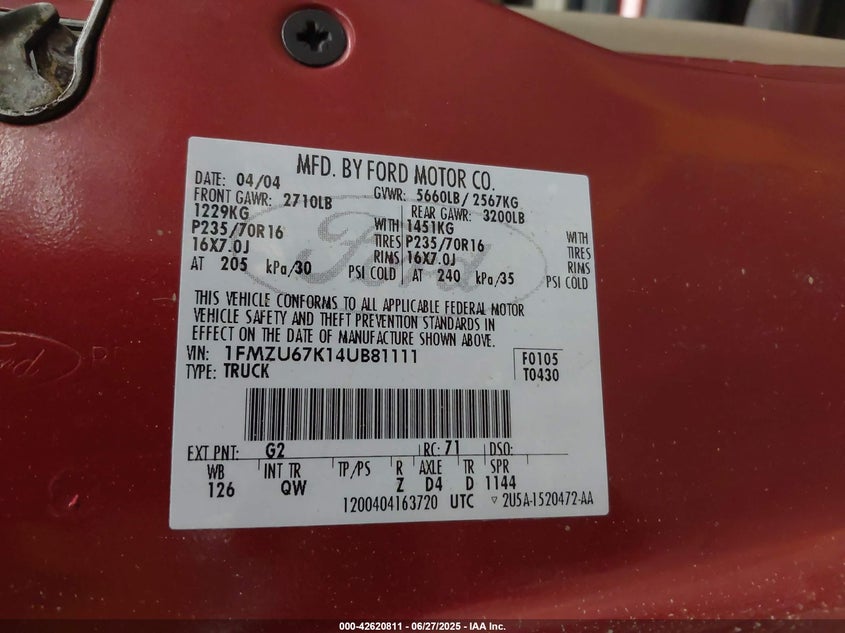 MFD. BY FORD MOTOR CO.
DATE: 04/04 GVWR: 5660LB/ 2567KG
FRONT GAWR: 2710LB REAR GAWR: 3200LB
1229KG WITH 1451KG WITH
P235/70R16 TIRES P235/70R16 TIRES
16X7.0J RIMS 16X7.0J RIMS
AT 205 kPa/30 PSI COLD AT 240 kPa/35 PSI COLD
Ford
THIS VEHICLE CONFORMS TO ALL APPLICABLE FEDERAL MOTOR
VEHICLE SAFETY AND THEFT PREVENTION STANDARDS IN
EFFECT ON THE DATE OF MANUFACTURE SHOWN ABOVE.
VIN: 1FMZU67K14UB81111 F0105
TYPE: TRUCK T0430
EXT PNT: G2 RC: 71 DSO:
WB INT TR TP/PS R AXLE TR SPR
126 QW Z D4 D 1144
1200404163720 UTC ▽ 2U5A-1520472-AA
Ford
000-42620811 - 06/27/2025 - IAA Inc.